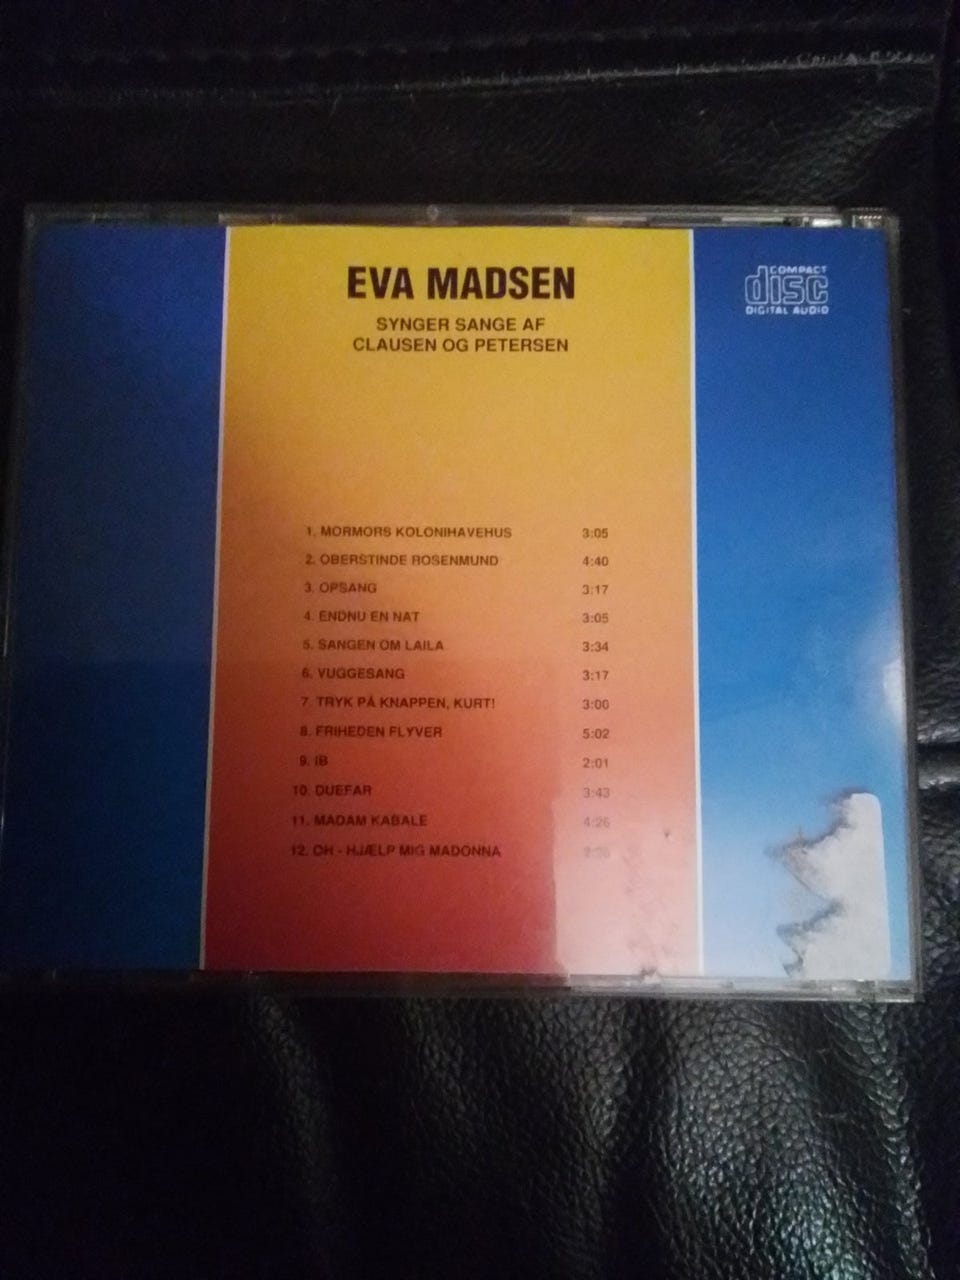 EVA MADSEN
SYNGER SANGE AF
CLAUSEN OG PETERSEN
COMPACT
disc
DIGITAL AUDIO
1. MORMORS KOLONIHAVEHUS 3:05
2. OBERSTINDE ROSENMUND 4:40
3. OPSANG 3:17
4. ENDNU EN NAT 3:05
5. SANGEN OM LAILA 3:34
6. VUGGESANG 3:17
7. TRYK PÅ KNAPPEN, KURT! 3:00
8. FRIHEDEN FLYVER 5:02
9. IB 2:01
10. DUEFAR 3:43
11. MADAM KABALE 4:26
12. OH - HJÆLP MIG MADONNA